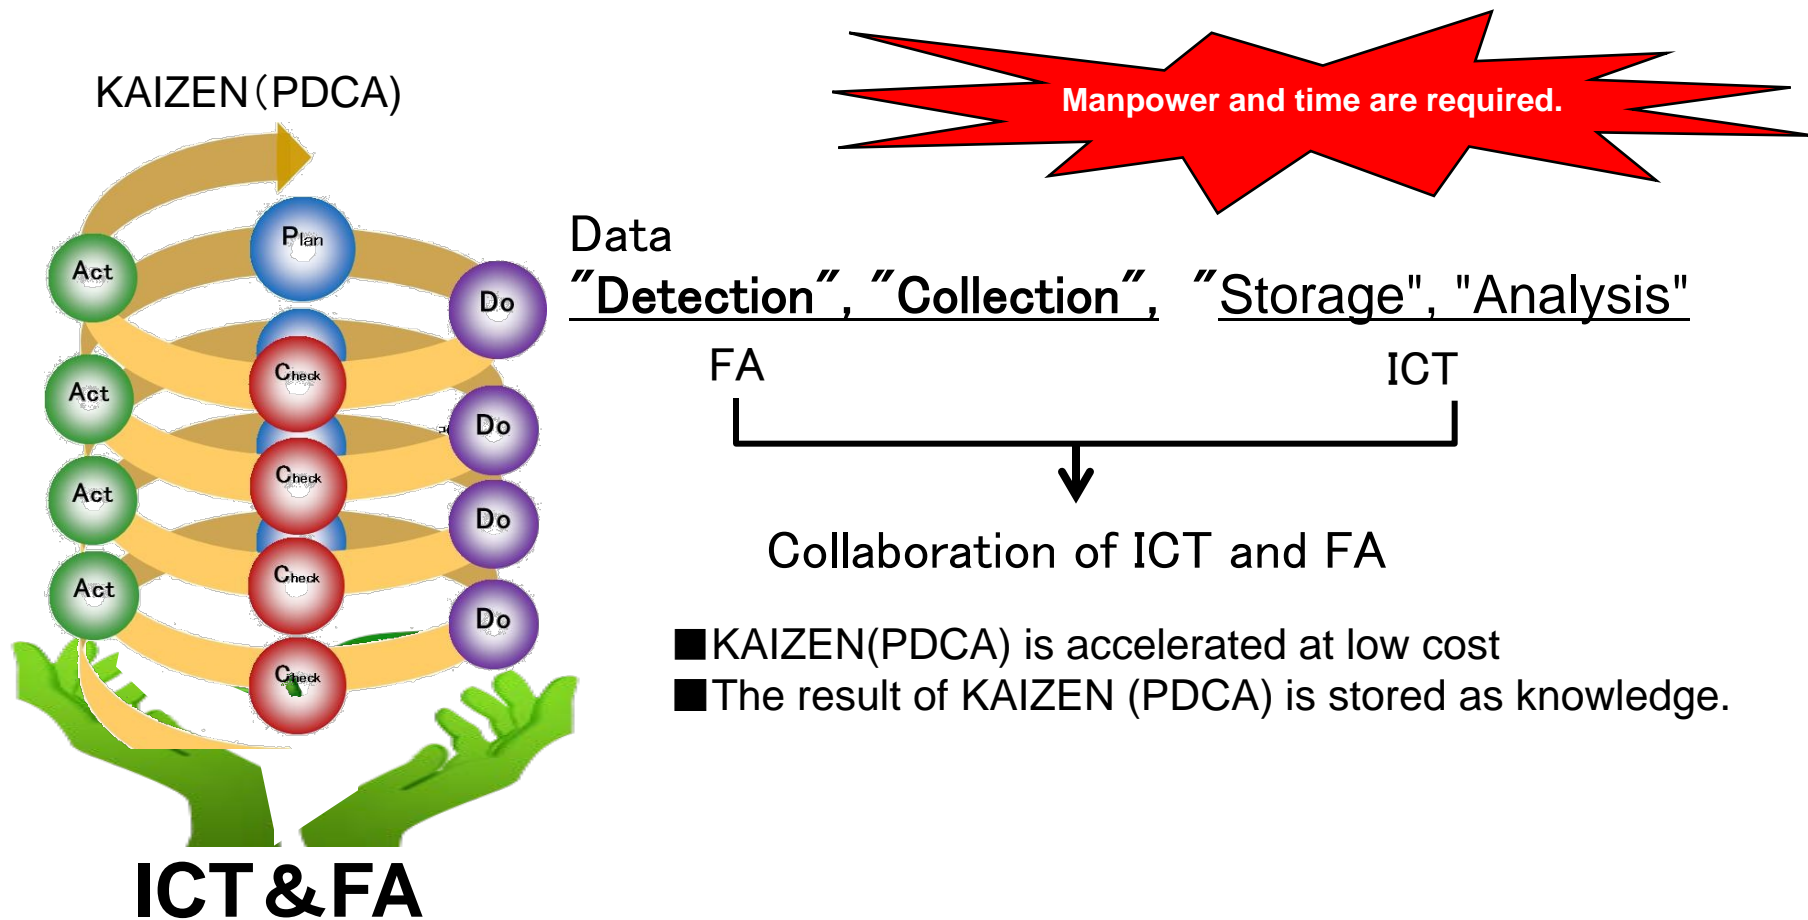 KAIZEN(PDCA)
Manpower and time are required.
Plan
Act
Do
Check
Act
Do
Check
Act
Do
Check
Act
Do
Check
ICT&FA
Data
"Detection", "Collection", "Storage", "Analysis"
FA
ICT
Collaboration of ICT and FA
■KAIZEN(PDCA) is accelerated at low cost
■The result of KAIZEN (PDCA) is stored as knowledge.